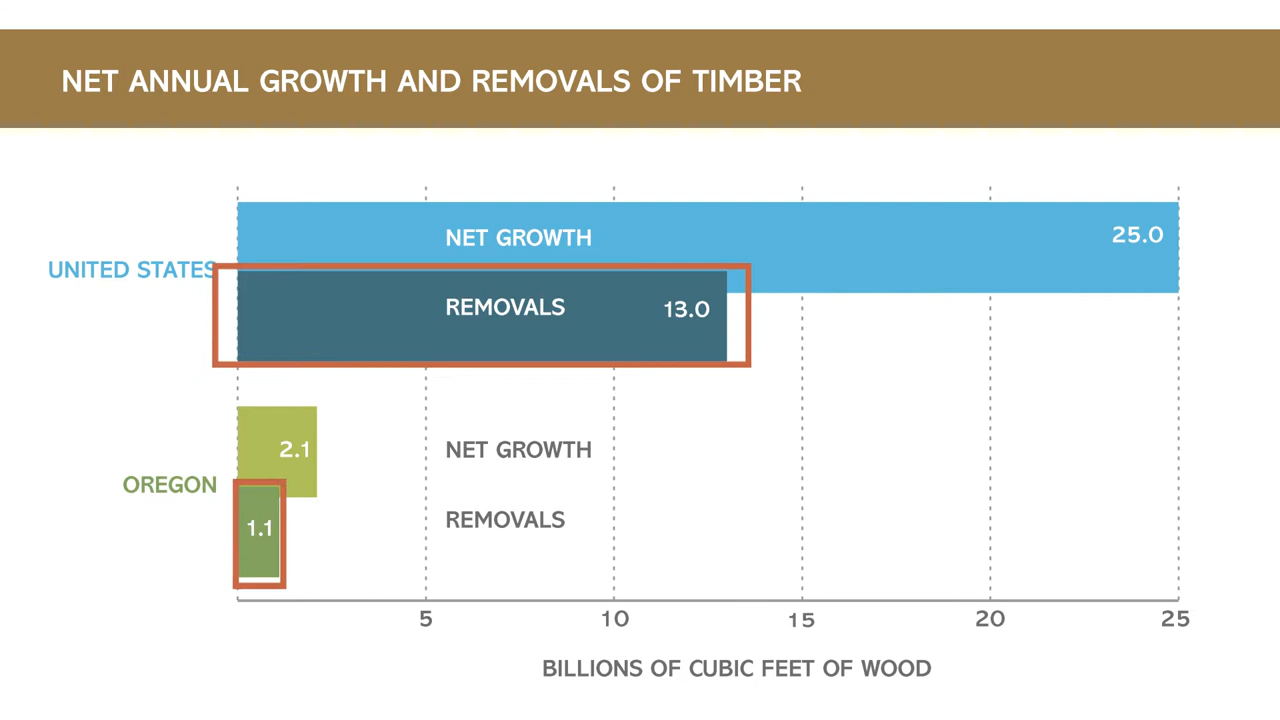 NET ANNUAL GROWTH AND REMOVALS OF TIMBER
NET GROWTH 25.0
UNITED STATES
REMOVALS 13.0
2.1 NET GROWTH
OREGON
1.1 REMOVALS
5 10 15 20 25
BILLIONS OF CUBIC FEET OF WOOD